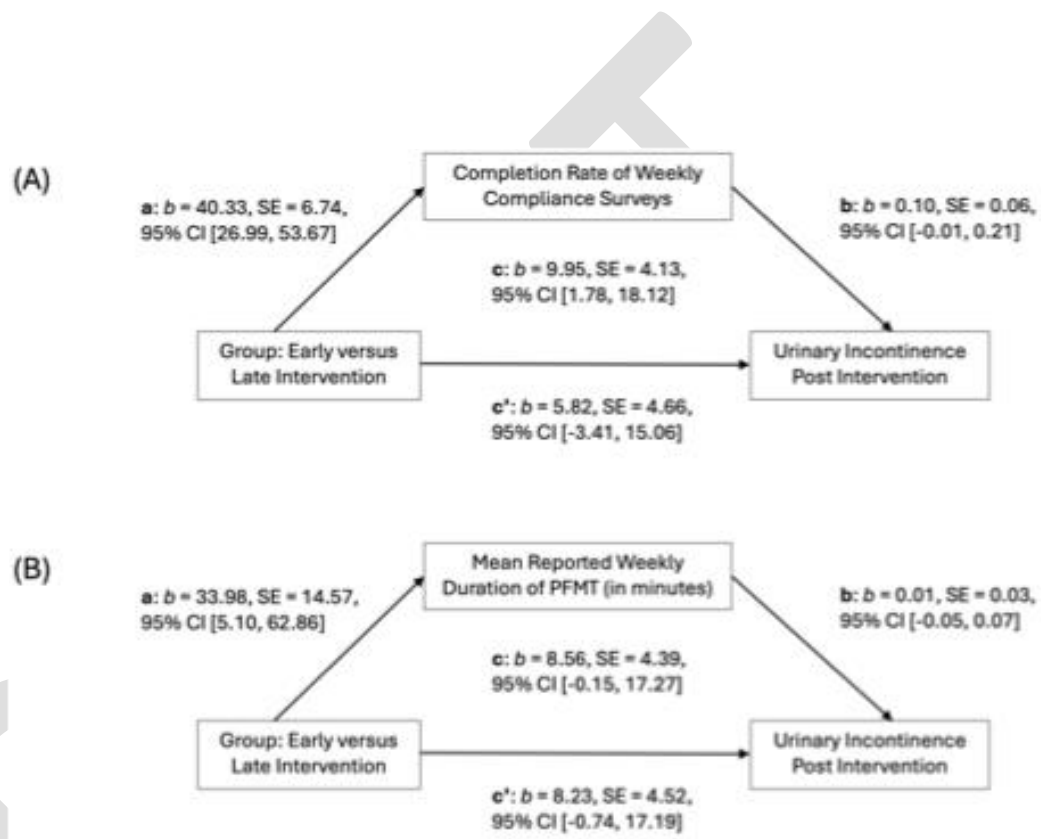 (A)
Completion Rate of Weekly
Compliance Surveys
a: b = 40.33, SE = 6.74,
95% CI [26.99, 53.67]
b: b = 0.10, SE = 0.06,
95% CI [-0.01, 0.21]
c: b = 9.95, SE = 4.13,
95% CI [1.78, 18.12]
Group: Early versus
Late Intervention
Urinary Incontinence
Post Intervention
c': b = 5.82, SE = 4.66,
95% CI [-3.41, 15.06]
(B)
Mean Reported Weekly
Duration of PFMT (in minutes)
a: b = 33.98, SE = 14.57,
95% CI [5.10, 62.86]
b: b = 0.01, SE = 0.03,
95% CI [-0.05, 0.07]
c: b = 8.56, SE = 4.39,
95% CI [-0.15, 17.27]
Group: Early versus
Late Intervention
Urinary Incontinence
Post Intervention
c': b = 8.23, SE = 4.52,
95% CI [-0.74, 17.19]